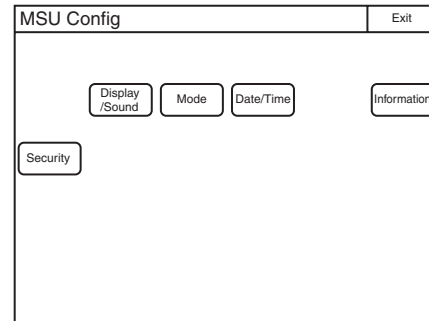 MSU Config
Exit
Display
/Sound
Mode
Date/Time
Information
Security